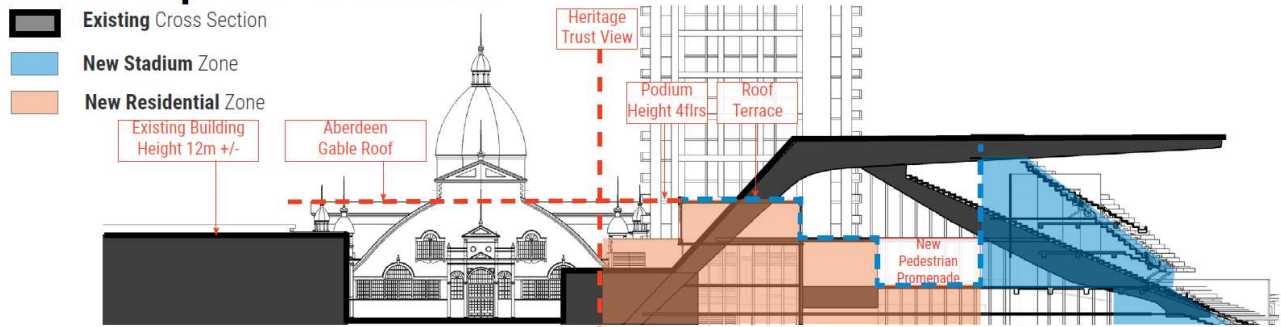 Existing Cross Section
New Stadium Zone
New Residential Zone
Existing Building
Height 12m +/-
Aberdeen
Gable Roof
Heritage
Trust View
Podium
Height 4flrs
Roof
Terrace
New
Pedestrian
Promenade